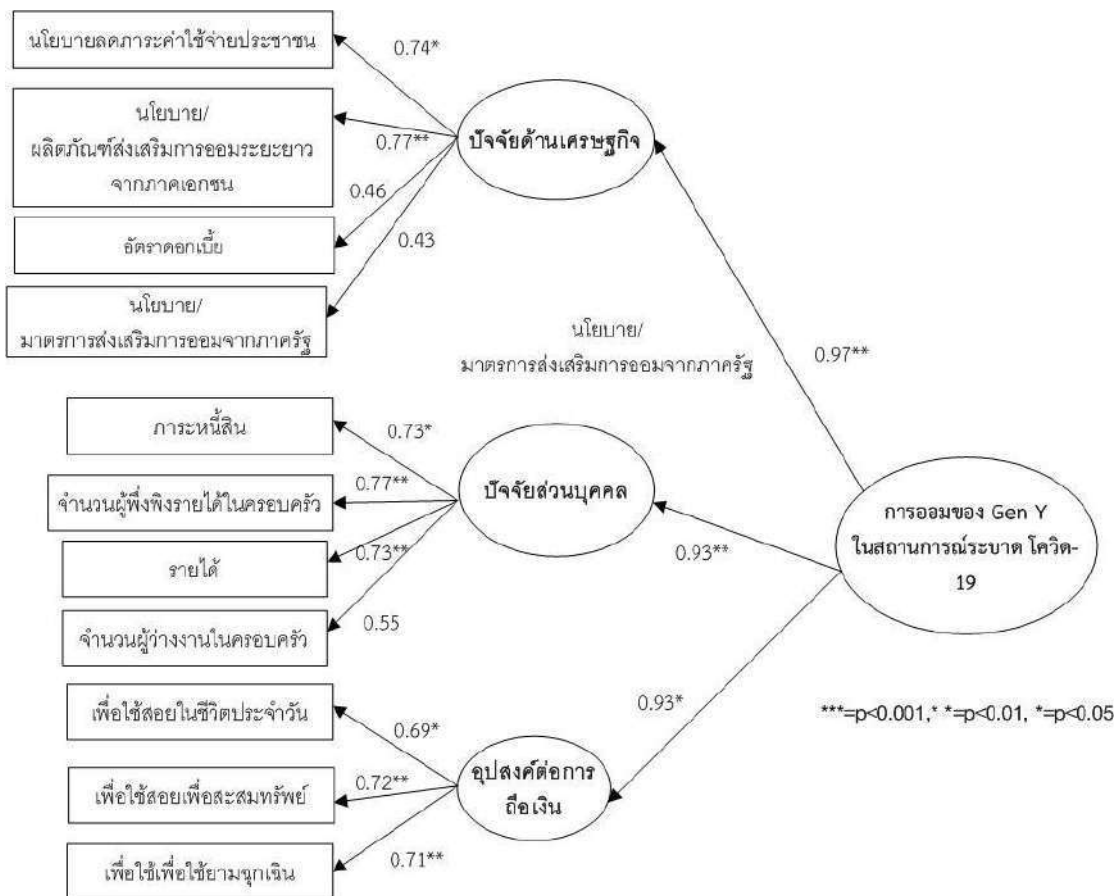 นโยบายลดภาระค่าใช้จ่ายประชาชน
0.74*
นโยบาย/
ผลิตภัณฑ์ส่งเสริมการออมระยะยาว
จากภาคเอกชน
0.77**
ปัจจัยด้านเศรษฐกิจ
0.46
อัตราดอกเบี้ย
0.43
นโยบาย/
มาตรการส่งเสริมการออมจากภาครัฐ
นโยบาย/
มาตรการส่งเสริมการออมจากภาครัฐ
0.97**
ภาระหนี้สิน
0.73*
จำนวนผู้พึ่งพิงรายได้ในครอบครัว
0.77**
ปัจจัยส่วนบุคคล
รายได้
0.73**
0.93**
การออมของ Gen Y
ในสถานการณ์ระบาด โควิด-
19
จำนวนผู้ว่างงานในครอบครัว
0.55
เพื่อใช้สอยในชีวิตประจำวัน
0.69*
0.93*
***=p<0.001,* *=p<0.01, *=p<0.05
เพื่อใช้สอยเพื่อสะสมทรัพย์
0.72**
อุปสงค์ต่อการ
ถือเงิน
เพื่อใช้เพื่อใช้ยามฉุกเฉิน
0.71**